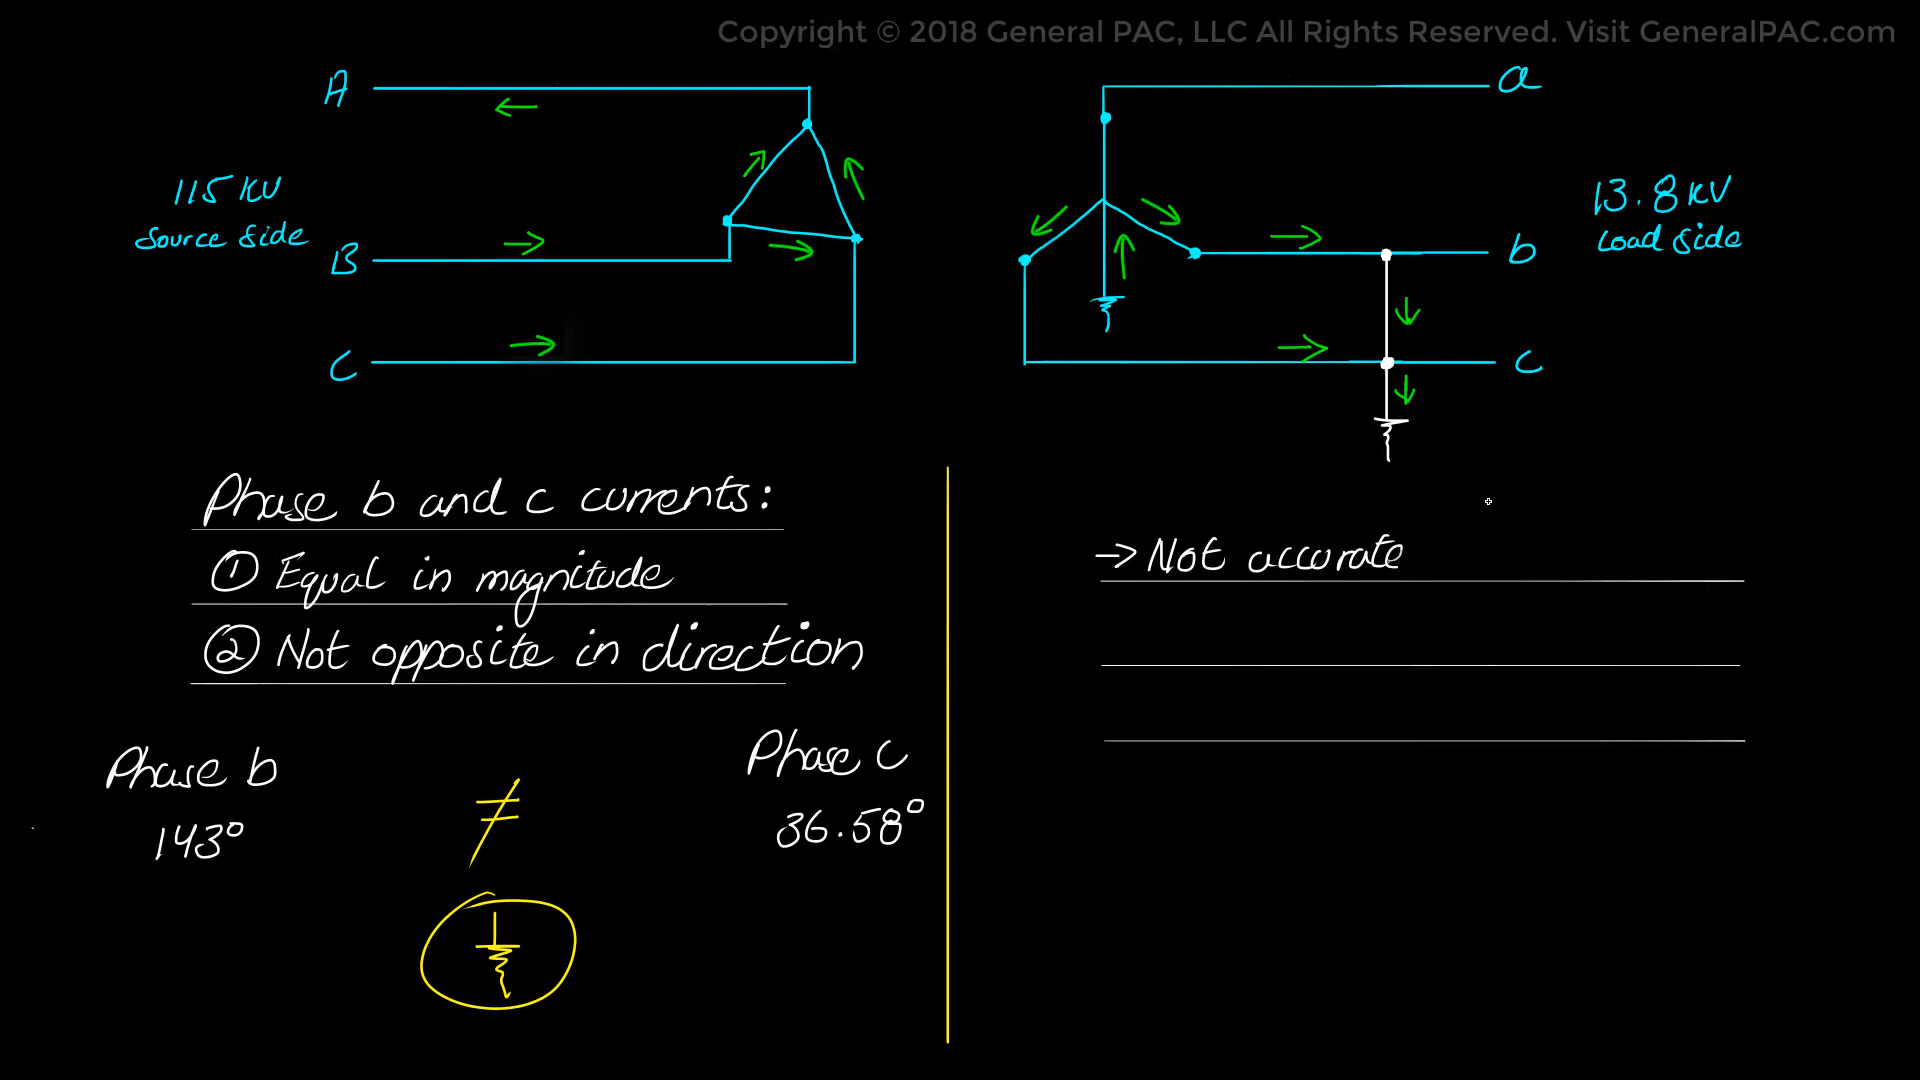 Copyright © 2018 General PAC, LLC All Rights Reserved. Visit GeneralPAC.com
A
a
115 KV
Source Side
13.8 KV
Load Side
B
b
C
c
Phase b and c currents:
① Equal in magnitude
② Not opposite in direction
→ Not accurate
Phase b
143°
≠
Phase c
36.58°